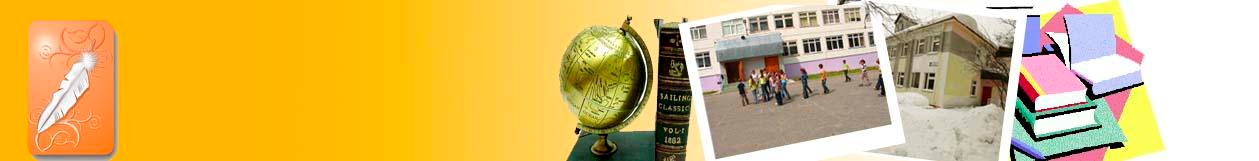 SAILING
CLASSIC
VOL·I
1882